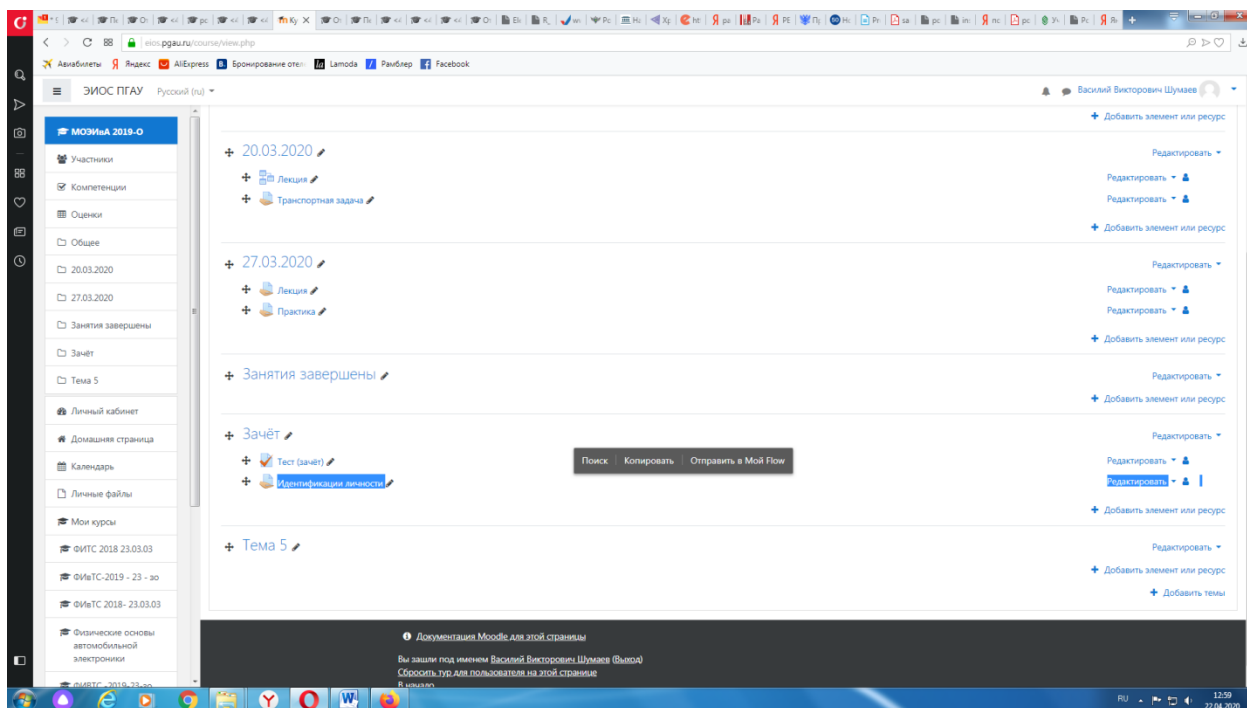 eios.pgau.ru/course/view.php
Авиабилеты Яндекс AliExpress Бронирование отеле Lamoda Рамблер Facebook
ЭИОС ПГАУ Русский (ru) Василий Викторович Шумаев
Добавить элемент или ресурс
МОЭИвА 2019-О
Участники
Компетенции
Оценки
Общее
20.03.2020
27.03.2020
Занятия завершены
Зачёт
Тема 5
Личный кабинет
Домашняя страница
Календарь
Личные файлы
Мои курсы
ФИТС 2018 23.03.03
ФИвТС-2019 - 23 - зо
ФИвТС 2018- 23.03.03
Физические основы
автомобильной
электроники
20.03.2020 Редактировать
Лекция Редактировать
Транспортная задача Редактировать
Добавить элемент или ресурс
27.03.2020 Редактировать
Лекция Редактировать
Практика Редактировать
Добавить элемент или ресурс
Занятия завершены Редактировать
Добавить элемент или ресурс
Зачёт Редактировать
Поиск Копировать Отправить в Мой Flow
Тест (зачёт) Редактировать
Идентификации личности Редактировать
Добавить элемент или ресурс
Тема 5 Редактировать
Добавить элемент или ресурс
Добавить темы
Документация Moodle для этой страницы
Вы зашли под именем Василий Викторович Шумаев (Выход)
Сбросить тур для пользователя на этой странице
В начало
RU 12:59
22.04.2020